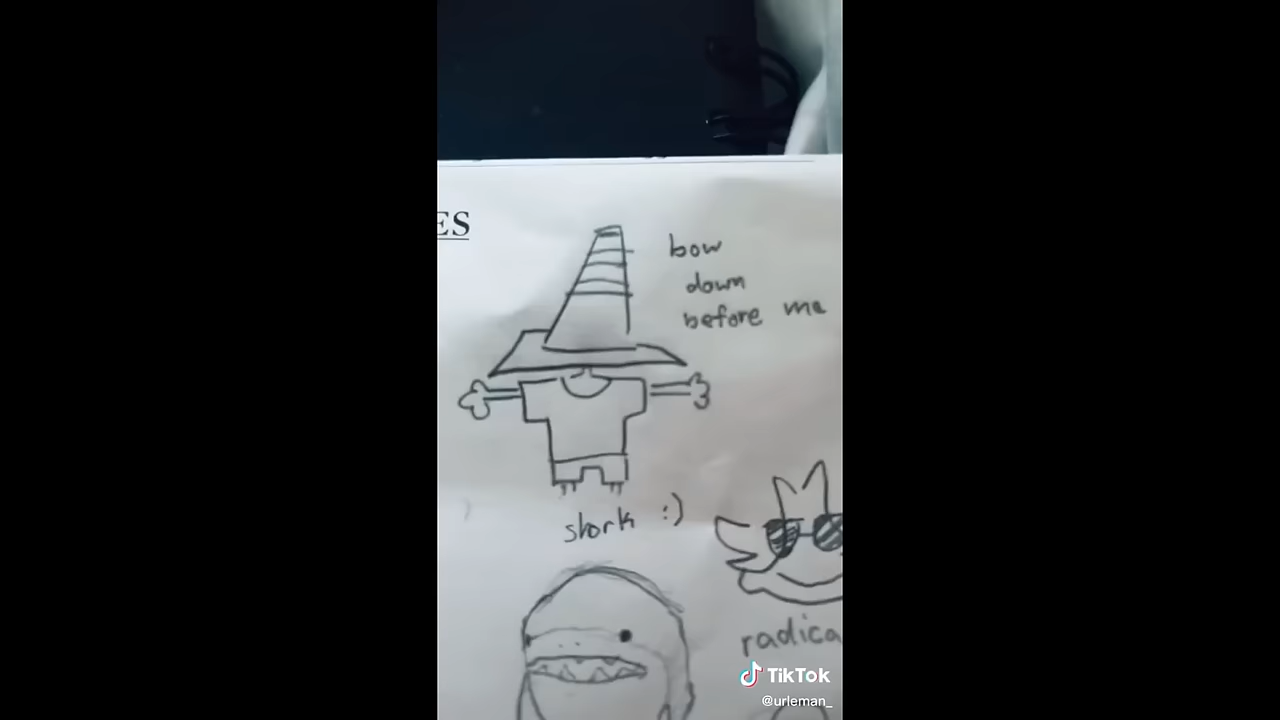 ES
bow
down
before me
shork :)
radica
TikTok
@urleman_